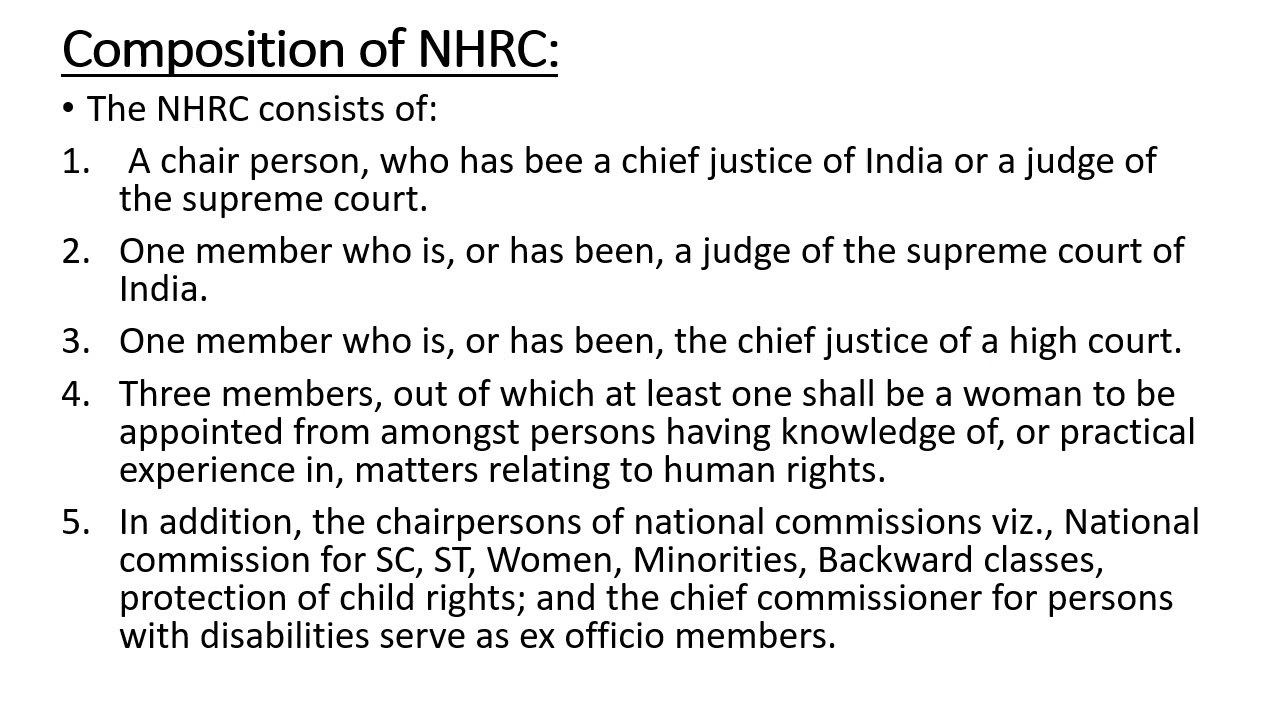 Composition of NHRC:
• The NHRC consists of:
1. A chair person, who has bee a chief justice of India or a judge of
the supreme court.
2. One member who is, or has been, a judge of the supreme court of
India.
3. One member who is, or has been, the chief justice of a high court.
4. Three members, out of which at least one shall be a woman to be
appointed from amongst persons having knowledge of, or practical
experience in, matters relating to human rights.
5. In addition, the chairpersons of national commissions viz., National
commission for SC, ST, Women, Minorities, Backward classes,
protection of child rights; and the chief commissioner for persons
with disabilities serve as ex officio members.